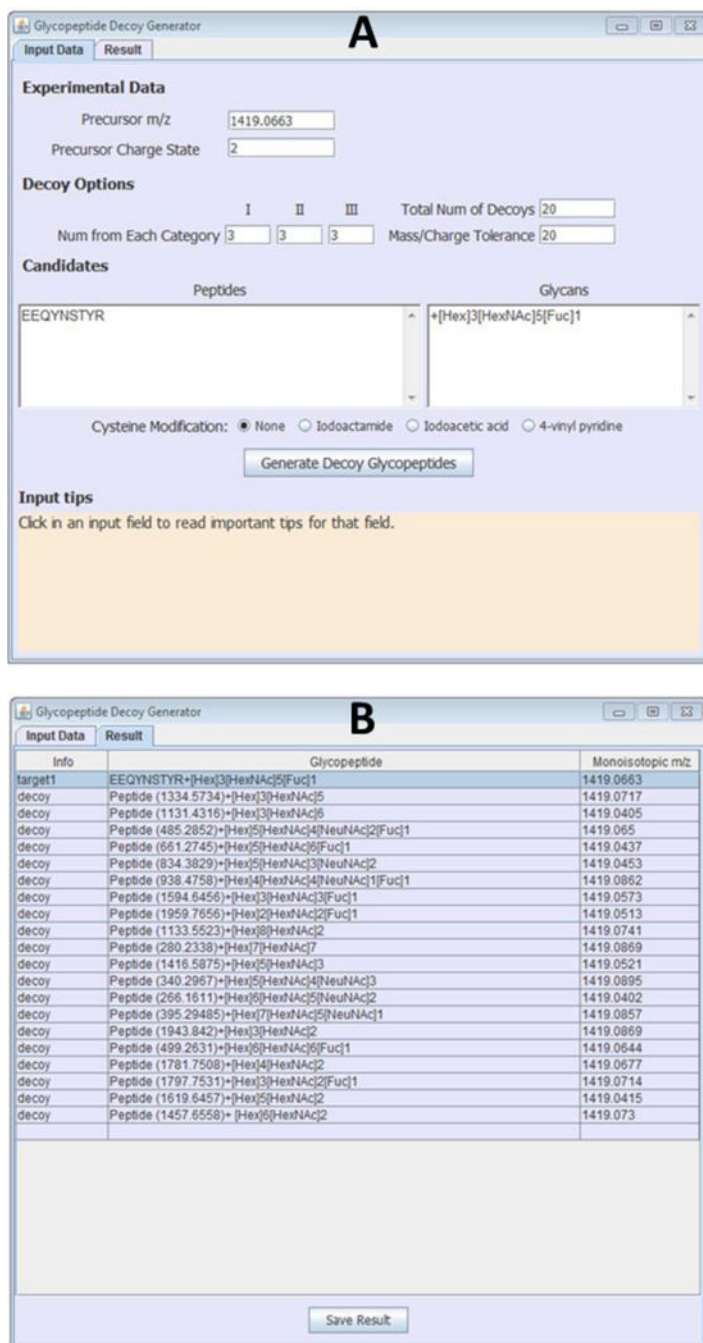 Glycopeptide Decoy Generator
A
Input Data Result
Experimental Data
Precursor m/z 1419.0663
Precursor Charge State 2
Decoy Options
I II III Total Num of Decoys 20
Num from Each Category 3 3 3 Mass/Charge Tolerance 20
Candidates
Peptides Glycans
EEQYNSTYR +[Hex]3[HexNAc]5[Fuc]1
Cysteine Modification: None Iodoactamide Iodoacetic acid 4-vinyl pyridine
Generate Decoy Glycopeptides
Input tips
Click in an input field to read important tips for that field.
Glycopeptide Decoy Generator
B
Input Data Result
Info Glycopeptide Monoisotopic m/z
target1 EEQYNSTYR+[Hex]3[HexNAc]5[Fuc]1 1419.0663
decoy Peptide (1334.5734)+[Hex]3[HexNAc]5 1419.0717
decoy Peptide (1131.4316)+[Hex]3[HexNAc]6 1419.0405
decoy Peptide (485.2852)+[Hex]5[HexNAc]4[NeuNAc]2[Fuc]1 1419.065
decoy Peptide (661.2745)+[Hex]5[HexNAc]6[Fuc]1 1419.0437
decoy Peptide (834.3829)+[Hex]5[HexNAc]3[NeuNAc]2 1419.0453
decoy Peptide (938.4758)+[Hex]4[HexNAc]4[NeuNAc]1[Fuc]1 1419.0862
decoy Peptide (1594.6456)+[Hex]3[HexNAc]3[Fuc]1 1419.0573
decoy Peptide (1959.7656)+[Hex]2[HexNAc]2[Fuc]1 1419.0513
decoy Peptide (1133.5523)+[Hex]8[HexNAc]2 1419.0741
decoy Peptide (280.2338)+[Hex]7[HexNAc]7 1419.0869
decoy Peptide (1416.5875)+[Hex]5[HexNAc]3 1419.0521
decoy Peptide (340.2967)+[Hex]5[HexNAc]4[NeuNAc]3 1419.0895
decoy Peptide (266.1611)+[Hex]6[HexNAc]5[NeuNAc]2 1419.0402
decoy Peptide (395.29485)+[Hex]7[HexNAc]5[NeuNAc]1 1419.0857
decoy Peptide (1943.842)+[Hex]3[HexNAc]2 1419.0869
decoy Peptide (499.2631)+[Hex]6[HexNAc]6[Fuc]1 1419.0644
decoy Peptide (1781.7508)+[Hex]4[HexNAc]2 1419.0677
decoy Peptide (1797.7531)+[Hex]3[HexNAc]2[Fuc]1 1419.0714
decoy Peptide (1619.6457)+[Hex]5[HexNAc]2 1419.0415
decoy Peptide (1457.6558)+ [Hex]6[HexNAc]2 1419.073
Save Result